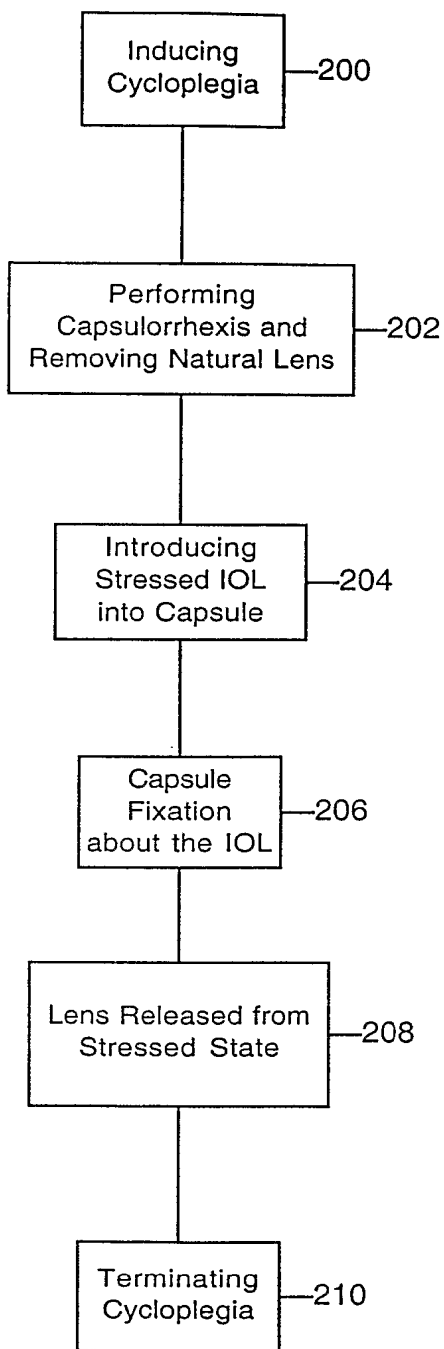 Inducing
Cycloplegia
200
Performing
Capsulorrhexis and
Removing Natural Lens
202
Introducing
Stressed IOL
into Capsule
204
Capsule
Fixation
about the IOL
206
Lens Released from
Stressed State
208
Terminating
Cycloplegia
210